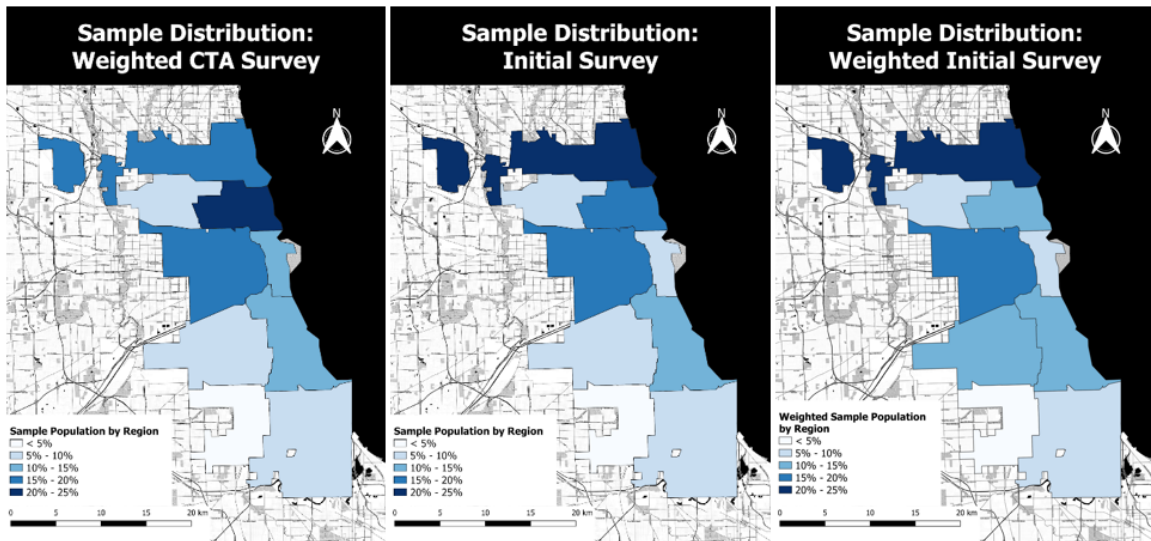 Sample Distribution:
Weighted CTA Survey
N
Sample Population by Region
< 5%
5% - 10%
10% - 15%
15% - 20%
20% - 25%
0 5 10 15 20 km
Sample Distribution:
Initial Survey
N
Sample Population by Region
< 5%
5% - 10%
10% - 15%
15% - 20%
20% - 25%
0 5 10 15 20 km
Sample Distribution:
Weighted Initial Survey
N
Weighted Sample Population
by Region
< 5%
5% - 10%
10% - 15%
15% - 20%
20% - 25%
0 5 10 15 20 km